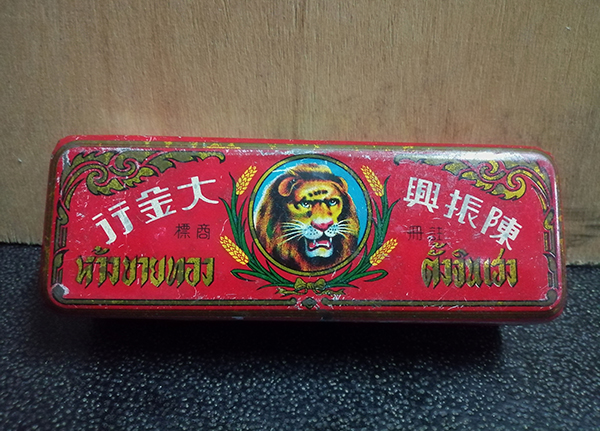 陳振興 大金行
註冊 商標
ห้างขายทอง ตั้งจินเฮง